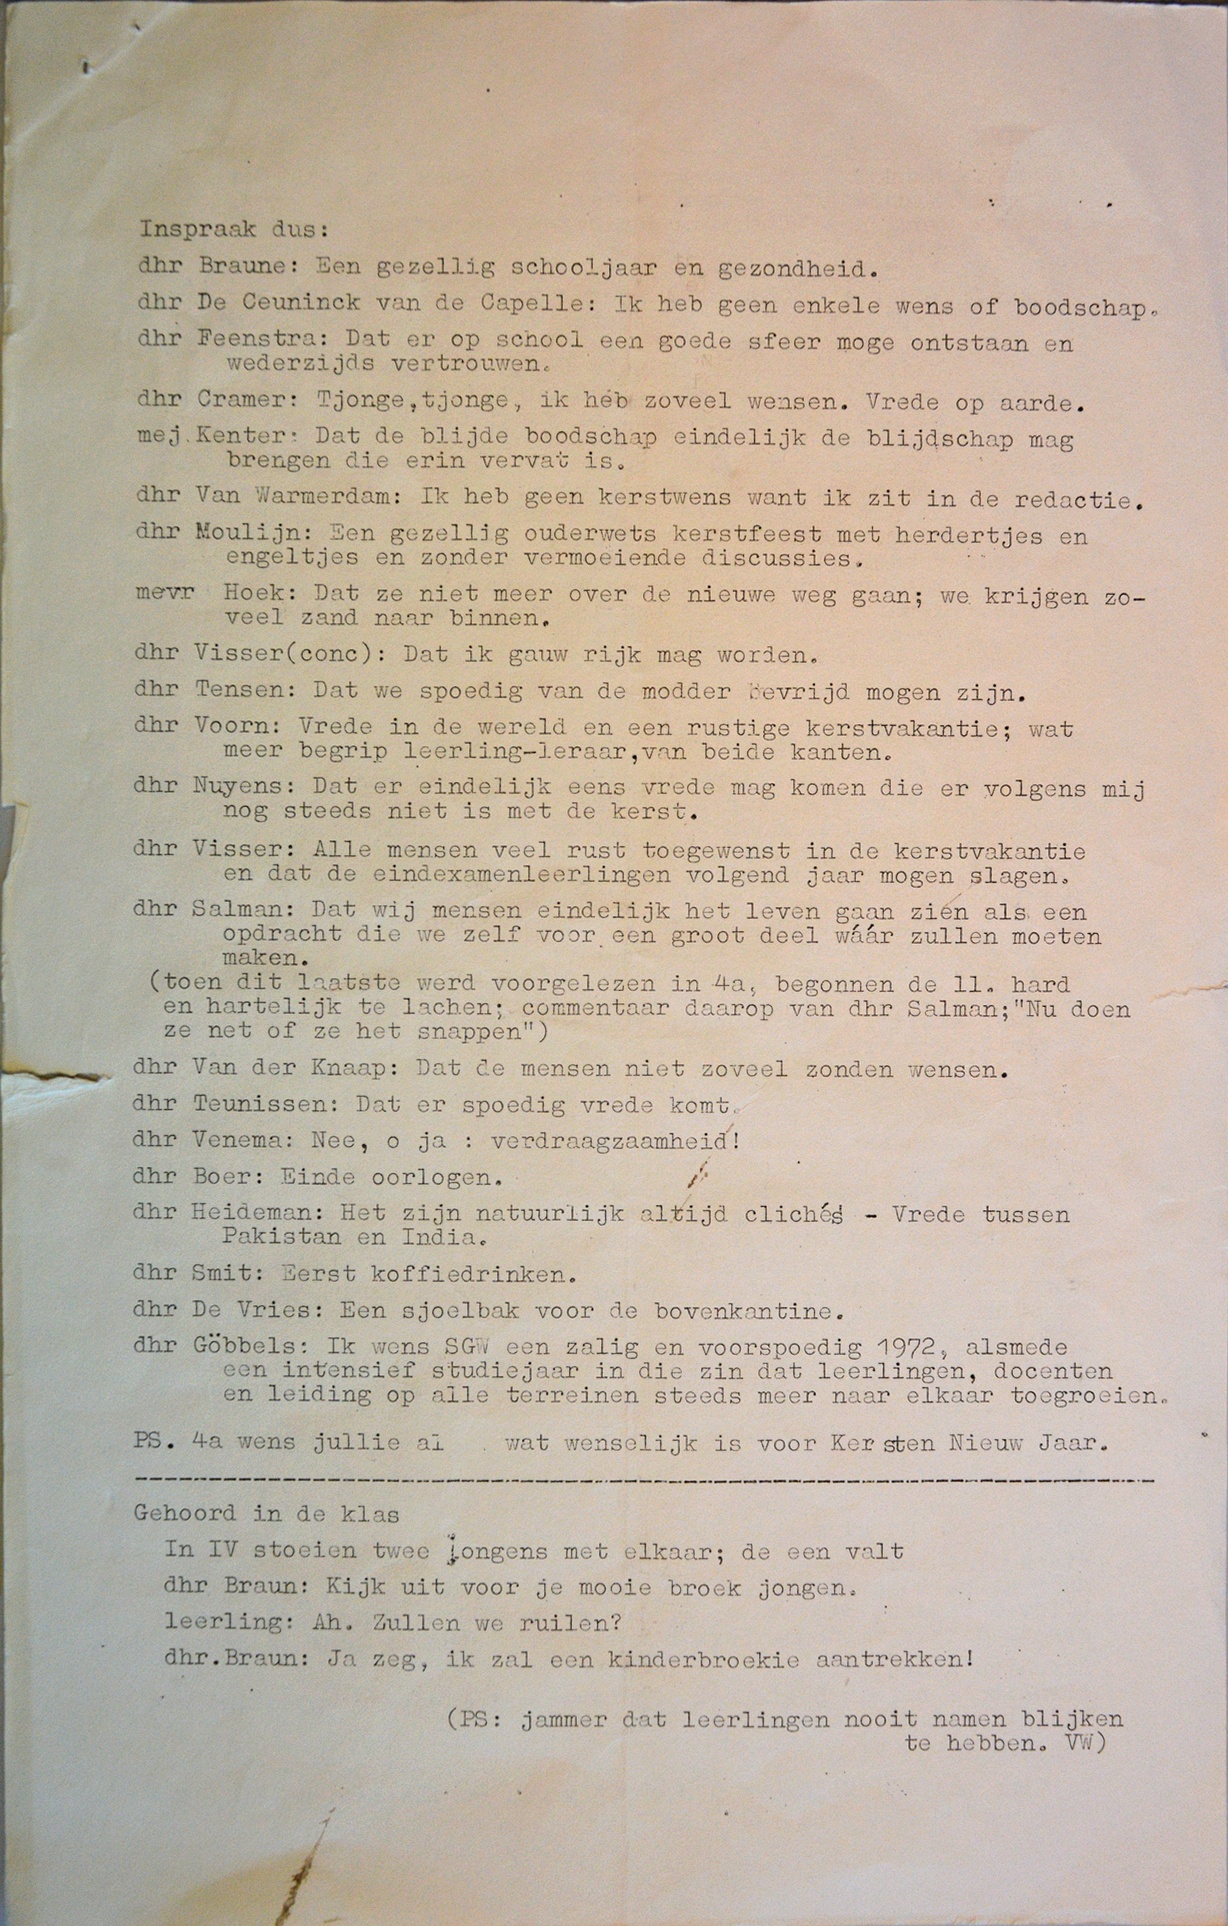 Inspraak dus:
dhr Braune: Een gezellig schooljaar en gezondheid.
dhr De Ceuninck van de Capelle: Ik heb geen enkele wens of boodschap.
dhr Feenstra: Dat er op school een goede sfeer moge ontstaan en
wederzijds vertrouwen.
dhr Cramer: Tjonge,tjonge, ik heb zoveel wensen. Vrede op aarde.
mej.Kenter: Dat de blijde boodschap eindelijk de blijdschap mag
brengen die erin vervat is.
dhr Van Warmerdam: Ik heb geen kerstwens want ik zit in de redactie.
dhr Moulijn: Een gezellig ouderwets kerstfeest met herdertjes en
engeltjes en zonder vermoeiende discussies.
mevr Hoek: Dat ze niet meer over de nieuwe weg gaan; we krijgen zo-
veel zand naar binnen.
dhr Visser(conc): Dat ik gauw rijk mag worden.
dhr Tensen: Dat we spoedig van de modder bevrijd mogen zijn.
dhr Voorn: Vrede in de wereld en een rustige kerstvakantie; wat
meer begrip leerling-leraar,van beide kanten.
dhr Nuyens: Dat er eindelijk eens vrede mag komen die er volgens mij
nog steeds niet is met de kerst.
dhr Visser: Alle mensen veel rust toegewenst in de kerstvakantie
en dat de eindexamenleerlingen volgend jaar mogen slagen.
dhr Salman: Dat wij mensen eindelijk het leven gaan zien als een
opdracht die we zelf voor een groot deel wáár zullen moeten
maken.
(toen dit laatste werd voorgelezen in 4a, begonnen de ll. hard
en hartelijk te lachen; commentaar daarop van dhr Salman;"Nu doen
ze net of ze het snappen")
dhr Van der Knaap: Dat de mensen niet zoveel zonden wensen.
dhr Teunissen: Dat er spoedig vrede komt.
dhr Venema: Nee, o ja : verdraagzaamheid!
dhr Boer: Einde oorlogen.
dhr Heideman: Het zijn natuurlijk altijd clichés - Vrede tussen
Pakistan en India.
dhr Smit: Eerst koffiedrinken.
dhr De Vries: Een sjoelbak voor de bovenkantine.
dhr Göbbels: Ik wens SGW een zalig en voorspoedig 1972, alsmede
een intensief studiejaar in die zin dat leerlingen, docenten
en leiding op alle terreinen steeds meer naar elkaar toegroeien.
PS. 4a wens jullie al wat wenselijk is voor Ker sten Nieuw Jaar.
Gehoord in de klas
In IV stoeien twee jongens met elkaar; de een valt
dhr Braun: Kijk uit voor je mooie broek jongen.
leerling: Ah. Zullen we ruilen?
dhr.Braun: Ja zeg, ik zal een kinderbroekie aantrekken!
(PS: jammer dat leerlingen nooit namen blijken
te hebben. VW)